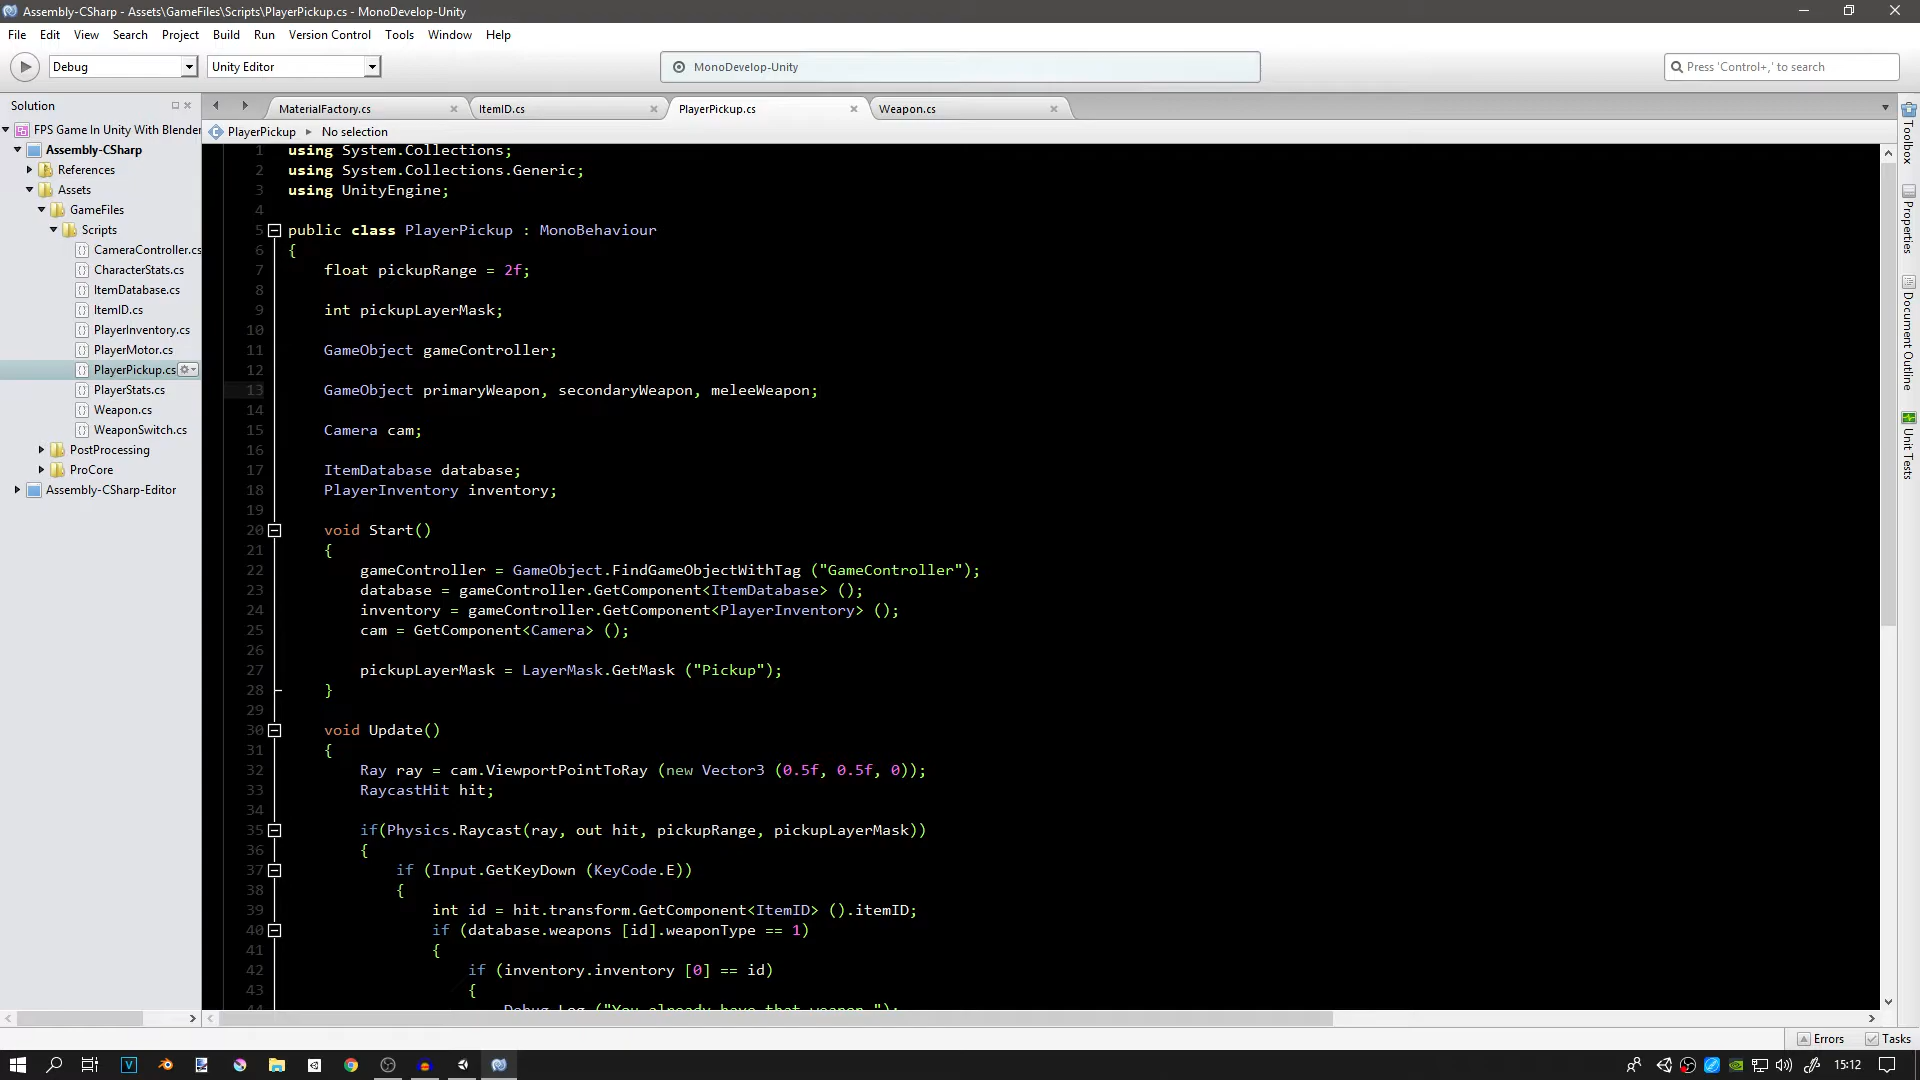 Assembly-CSharp - Assets\GameFiles\Scripts\PlayerPickup.cs - MonoDevelop-Unity
File Edit View Search Project Build Run Version Control Tools Window Help
Debug Unity Editor MonoDevelop-Unity Press 'Control+,' to search
Solution
MaterialFactory.cs ItemID.cs PlayerPickup.cs Weapon.cs
PlayerPickup No selection
FPS Game In Unity With Blender
Assembly-CSharp
References
Assets
GameFiles
Scripts
CameraController.cs
CharacterStats.cs
ItemDatabase.cs
ItemID.cs
PlayerInventory.cs
PlayerMotor.cs
PlayerPickup.cs
PlayerStats.cs
Weapon.cs
WeaponSwitch.cs
PostProcessing
ProCore
Assembly-CSharp-Editor
1 using System.Collections;
2 using System.Collections.Generic;
3 using UnityEngine;
4
5 public class PlayerPickup : MonoBehaviour
6 {
7 float pickupRange = 2f;
8
9 int pickupLayerMask;
10
11 GameObject gameController;
12
13 GameObject primaryWeapon, secondaryWeapon, meleeWeapon;
14
15 Camera cam;
16
17 ItemDatabase database;
18 PlayerInventory inventory;
19
20 void Start()
21 {
22 gameController = GameObject.FindGameObjectWithTag ("GameController");
23 database = gameController.GetComponent<ItemDatabase> ();
24 inventory = gameController.GetComponent<PlayerInventory> ();
25 cam = GetComponent<Camera> ();
26
27 pickupLayerMask = LayerMask.GetMask ("Pickup");
28 }
29
30 void Update()
31 {
32 Ray ray = cam.ViewportPointToRay (new Vector3 (0.5f, 0.5f, 0));
33 RaycastHit hit;
34
35 if(Physics.Raycast(ray, out hit, pickupRange, pickupLayerMask))
36 {
37 if (Input.GetKeyDown (KeyCode.E))
38 {
39 int id = hit.transform.GetComponent<ItemID> ().itemID;
40 if (database.weapons [id].weaponType == 1)
41 {
42 if (inventory.inventory [0] == id)
43 {
44 Debug.Log ("You already have that weapon.");
Toolbox
Properties
Document Outline
Unit Tests
Errors Tasks
15:12